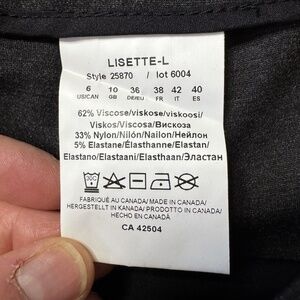 LISETTE-L
Style 25870 / lot 6004
6 10 36 38 42 40
US/CAN GB DE/EU FR IT ES
62% Viscose/viskose/viskoosi/
Viskos/Viscosa/Вискоза
33% Nylon/Nilón/Nailon/Нейлон
5% Elastane/Élasthanne/Elastan/
Elastano/Elastaani/Elasthaan/Эластан
30C
FABRIQUÉ AU CANADA/MADE IN CANADA/
HERGESTELLT IN KANADA/PRODOTTO IN CANADA/
HECHO EN CANADÁ
CA 42504